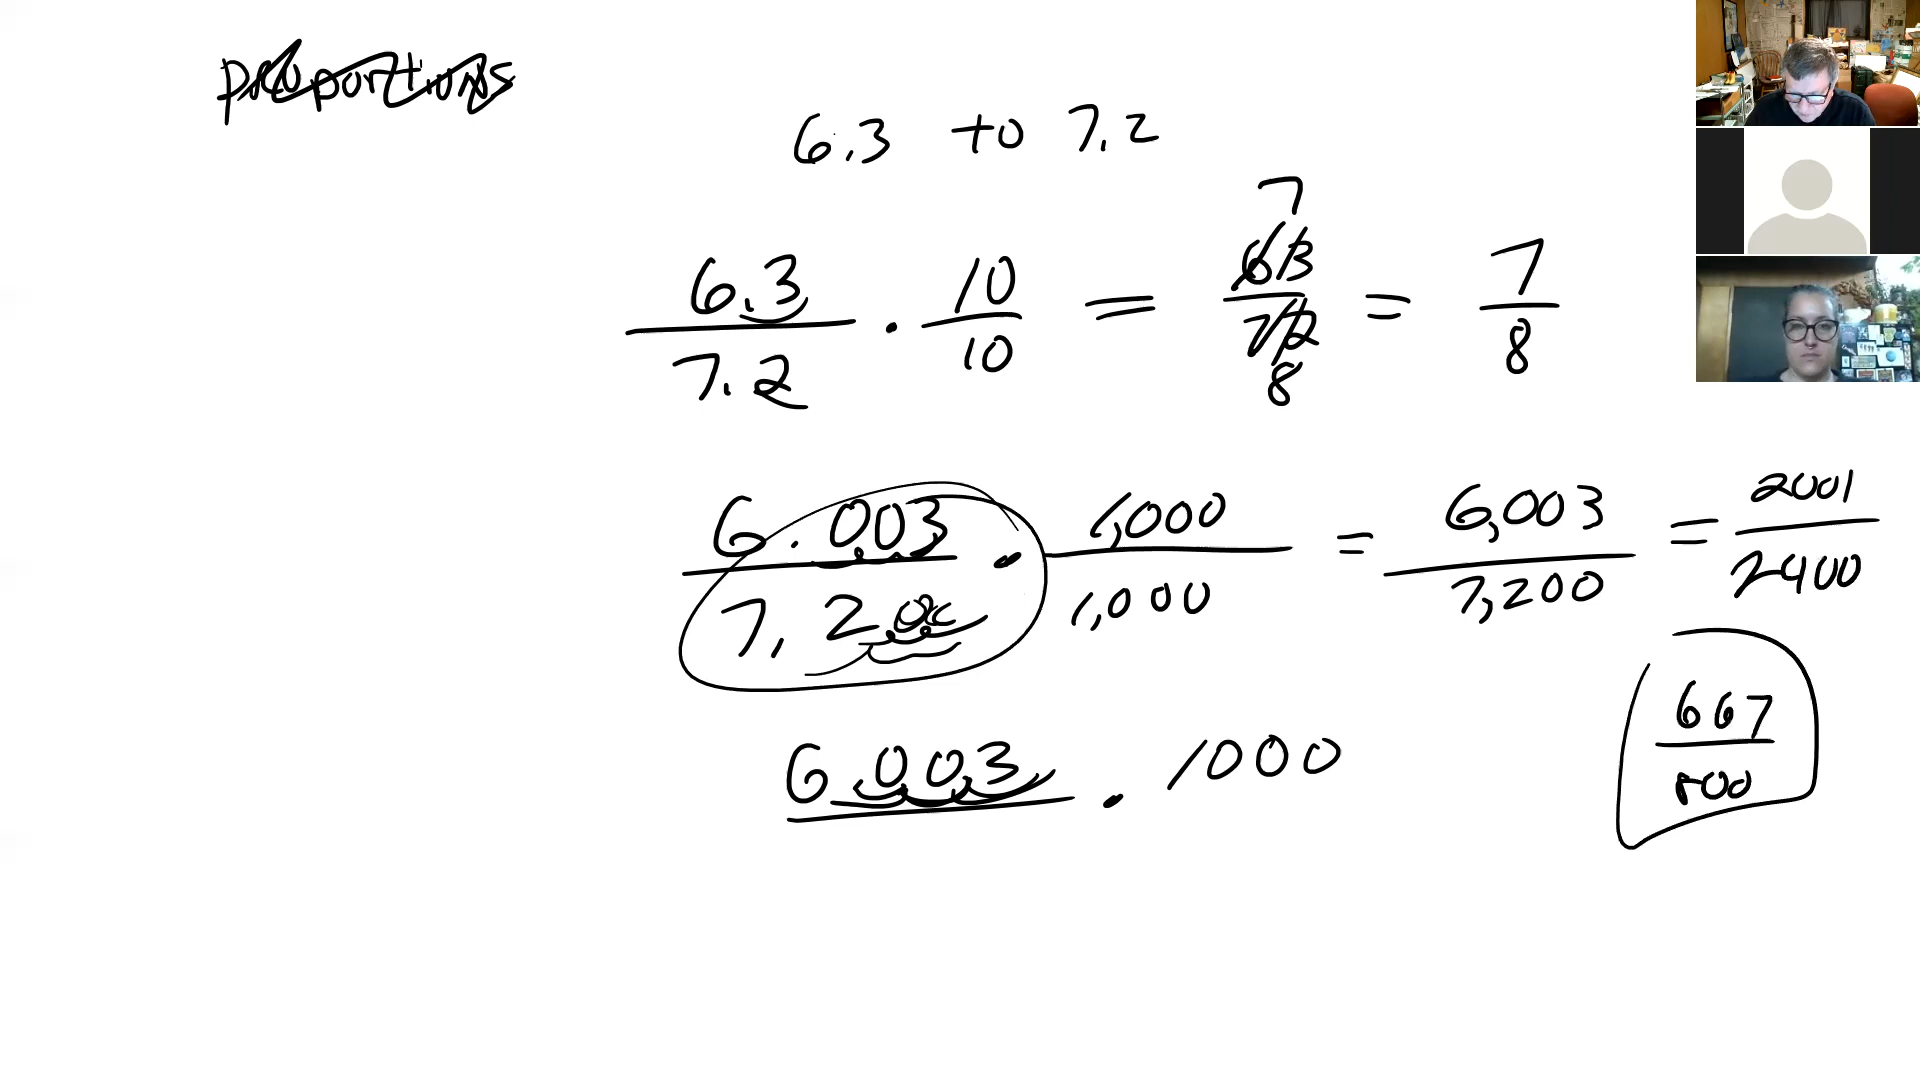 proportions
6.3 to 7.2
6.3/7.2 · 10/10 = 63/72 = 7/8
7
8
6.003/7.200 · 1,000/1,000 = 6,003/7,200 = 2001/2400
667/800
6.003 · 1000